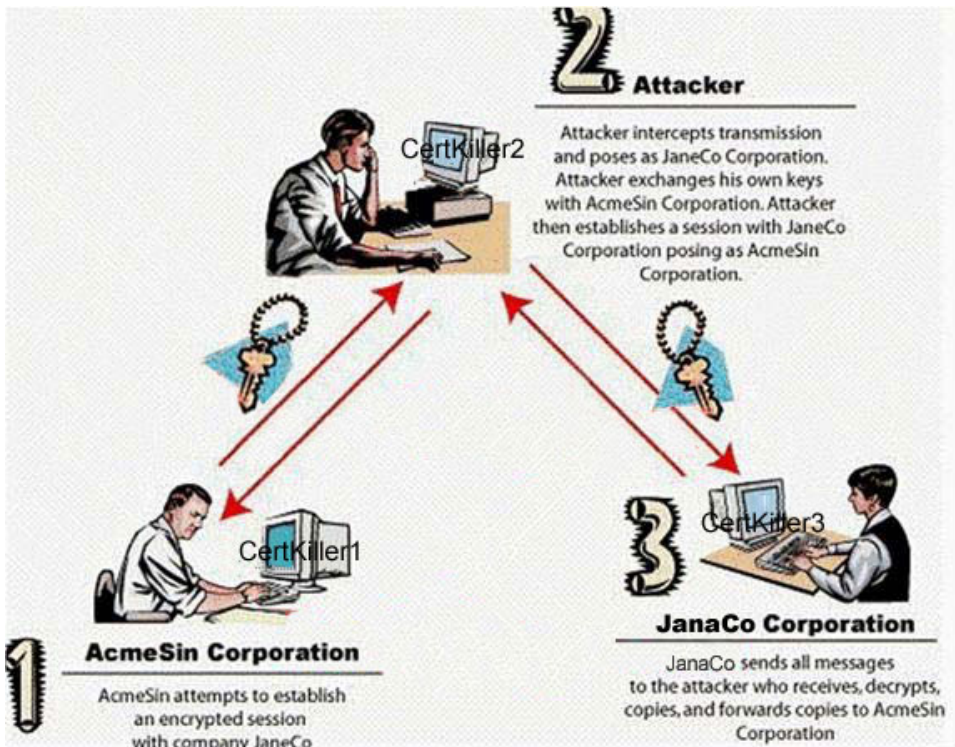 2
Attacker
CertKiller2
Attacker intercepts transmission
and poses as JaneCo Corporation.
Attacker exchanges his own keys
with AcmeSin Corporation. Attacker
then establishes a session with JaneCo
Corporation posing as AcmeSin
Corporation.
1
CertKiller1
AcmeSin Corporation
AcmeSin attempts to establish
an encrypted session
with company JaneCo
3
CertKiller3
JanaCo Corporation
JanaCo sends all messages
to the attacker who receives, decrypts,
copies, and forwards copies to AcmeSin
Corporation